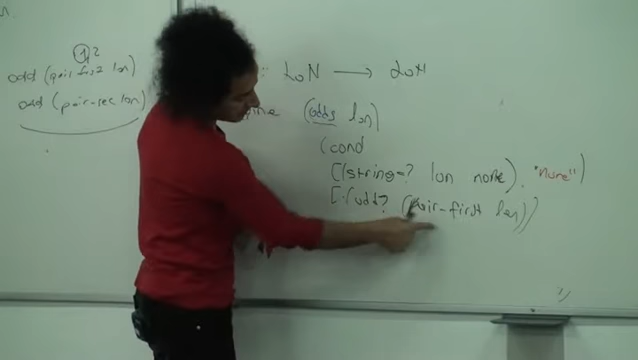 1 2
odd (pair-first lon)
odd (pair-rec lon)
: LoN → LoN
(odds lon)
(cond
[(string=? lon none), "none")
[(odd? (pair-first lon))